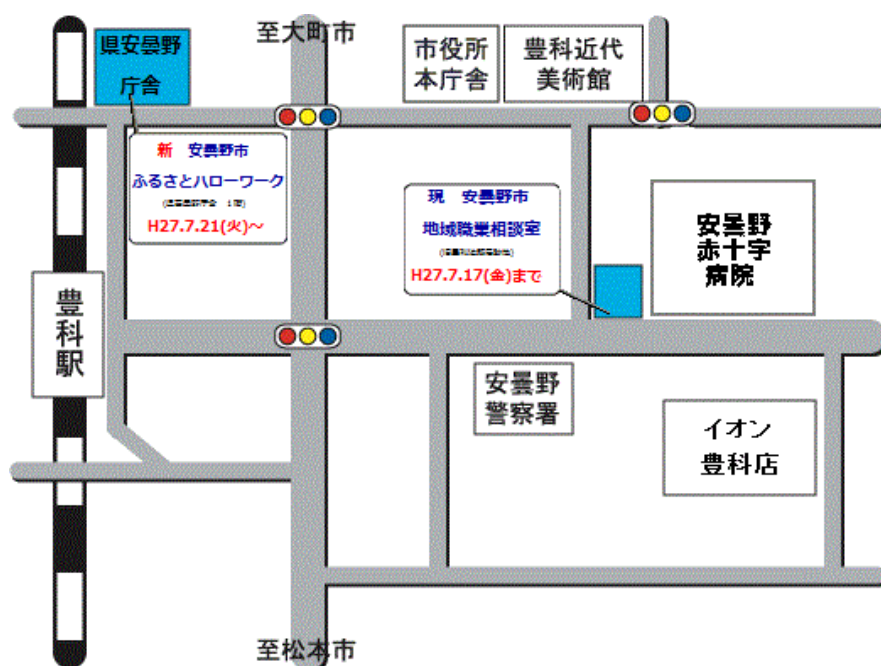 県安曇野
庁舎
至大町市
市役所
本庁舎
豊科近代
美術館
新 安曇野市
ふるさとハローワーク
H27.7.21(火)～
現 安曇野市
地域職業相談室
H27.7.17(金)まで
安曇野
赤十字
病院
豊科駅
安曇野
警察署
イオン
豊科店
至松本市